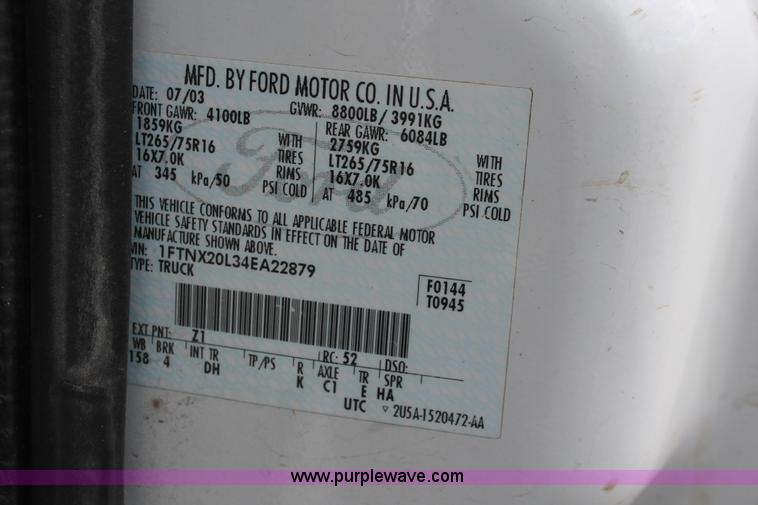 MFD. BY FORD MOTOR CO. IN U.S.A.
DATE: 07/03 GVWR: 8800LB/ 3991KG
FRONT GAWR: 4100LB REAR GAWR: 6084LB
1859KG WITH 2759KG WITH
LT265/75R16 TIRES LT265/75R16 TIRES
16X7.0K RIMS 16X7.0K RIMS
AT 345 kPa/50 PSI COLD AT 485 kPa/70 PSI COLD
Ford
THIS VEHICLE CONFORMS TO ALL APPLICABLE FEDERAL MOTOR
VEHICLE SAFETY STANDARDS IN EFFECT ON THE DATE OF
MANUFACTURE SHOWN ABOVE.
VIN: 1FTNX20L34EA22879
TYPE: TRUCK
F0144
T0945
EXT PNT: Z1 RC: 52 DSO:
WB BRK INT TR TP/PS R AXLE TR SPR
158 4 DH K C1 E HA
UTC ▽ 2U5A-1520472-AA
www.purplewave.com